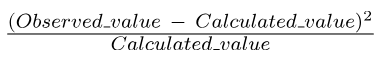 (Observed_value − Calculated_value)²
Calculated_value